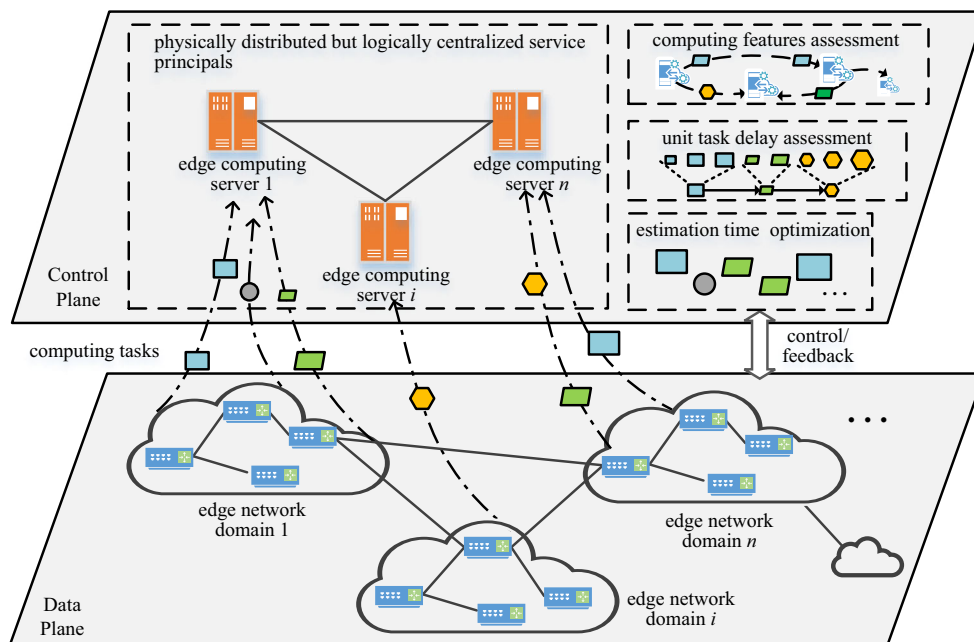 physically distributed but logically centralized service
principals
edge computing
server 1
edge computing
server n
edge computing
server i
Control
Plane
computing features assessment
unit task delay assessment
estimation time optimization
...
computing tasks
control/
feedback
...
edge network
domain 1
edge network
domain n
edge network
domain i
Data
Plane